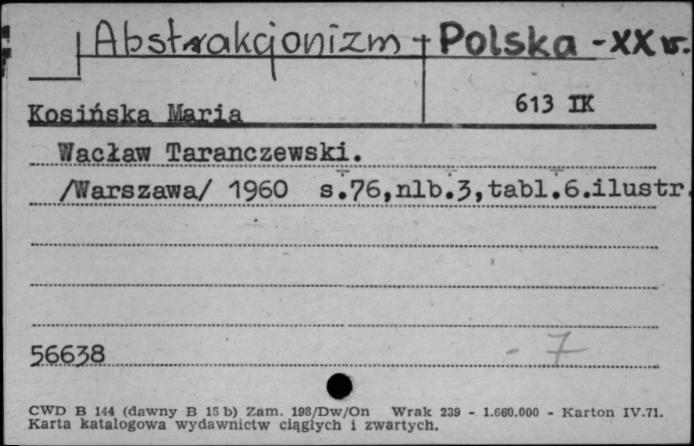 Abstrakcjonizm - Polska - XX w.
Kosińska Maria
613 IK
Wacław Taranczewski.
/Warszawa/ 1960 s.76,nlb.3,tabl.6.ilustr.
56638
- 7
CWD B 144 (dawny B 15 b) Zam. 198/Dw/On Wrak 239 - 1.660.000 - Karton IV.71.
Karta katalogowa wydawnictw ciągłych i zwartych.